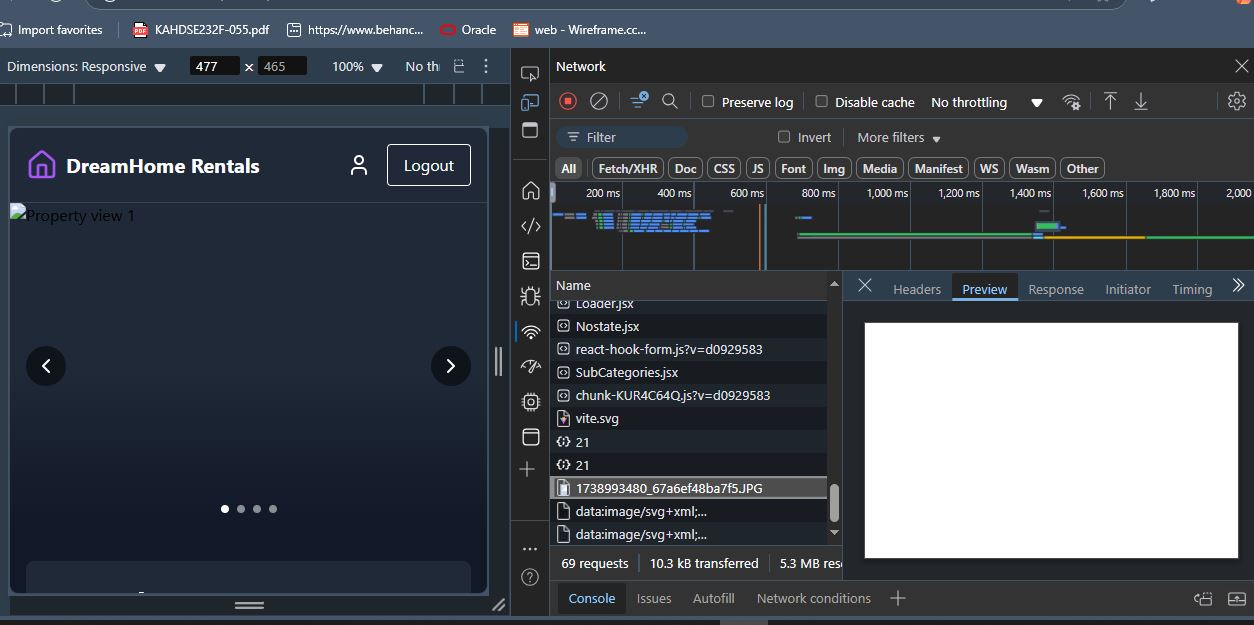 Import favorites
KAHDSE232F-055.pdf
https://www.behanc...
Oracle
web - Wireframe.cc...
Dimensions: Responsive
477 × 465
100%
No thr
Network
Preserve log
Disable cache
No throttling
Filter
Invert
More filters
All
Fetch/XHR
Doc
CSS
JS
Font
Img
Media
Manifest
WS
Wasm
Other
200 ms
400 ms
600 ms
800 ms
1,000 ms
1,200 ms
1,400 ms
1,600 ms
1,800 ms
2,000
DreamHome Rentals
Logout
Property view 1
Name
Loader.jsx
Nostate.jsx
react-hook-form.js?v=d0929583
SubCategories.jsx
chunk-KUR4C64Q.js?v=d0929583
vite.svg
21
21
1738993480_67a6ef48ba7f5.JPG
data:image/svg+xml;...
data:image/svg+xml;...
69 requests
10.3 kB transferred
5.3 MB res
Headers
Preview
Response
Initiator
Timing
Console
Issues
Autofill
Network conditions